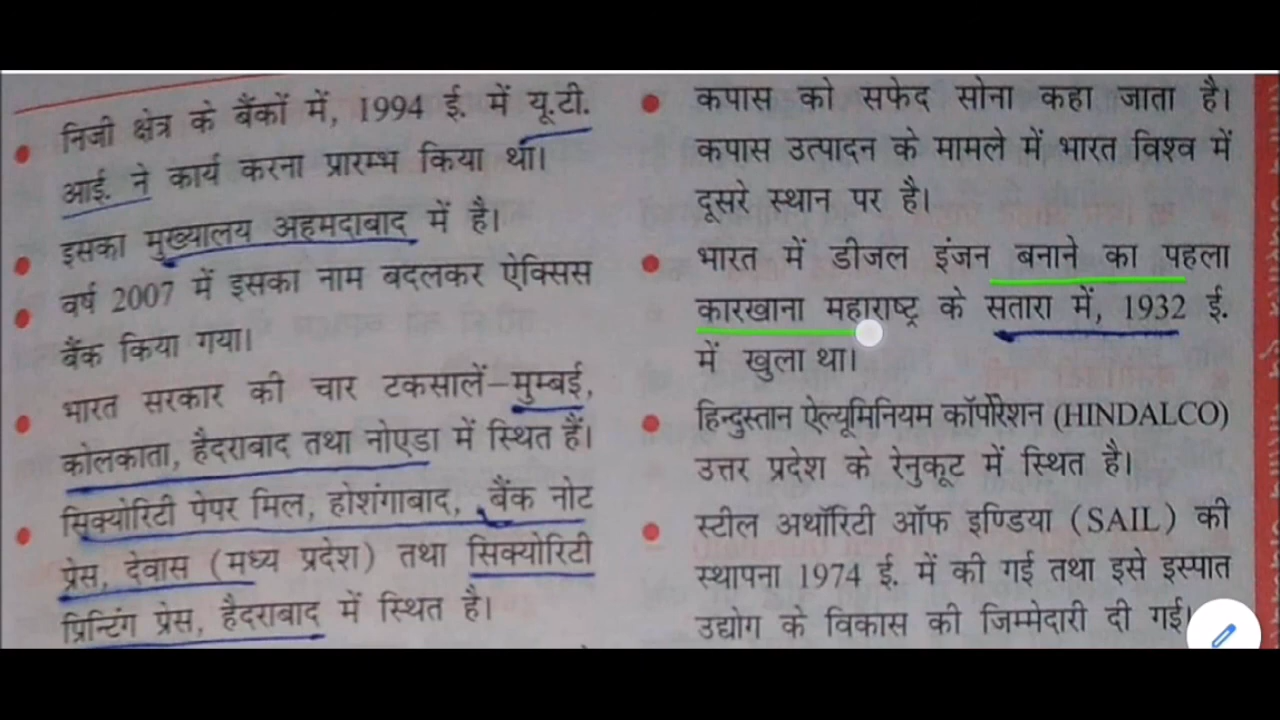 निजी क्षेत्र के बैंकों में, 1994 ई. में यू.टी.
आई. ने कार्य करना प्रारम्भ किया था।
इसका मुख्यालय अहमदाबाद में है।
वर्ष 2007 में इसका नाम बदलकर ऐक्सिस
बैंक किया गया।
भारत सरकार की चार टकसालें–मुम्बई,
कोलकाता, हैदराबाद तथा नोएडा में स्थित हैं।
सिक्योरिटी पेपर मिल, होशंगाबाद, बैंक नोट
प्रेस, देवास (मध्य प्रदेश) तथा सिक्योरिटी
प्रिन्टिंग प्रेस, हैदराबाद में स्थित है।
कपास को सफेद सोना कहा जाता है।
कपास उत्पादन के मामले में भारत विश्व में
दूसरे स्थान पर है।
भारत में डीजल इंजन बनाने का पहला
कारखाना महाराष्ट्र के सतारा में, 1932 ई.
में खुला था।
हिन्दुस्तान ऐल्यूमिनियम कॉर्पोरेशन (HINDALCO)
उत्तर प्रदेश के रेनुकूट में स्थित है।
स्टील अथॉरिटी ऑफ इण्डिया (SAIL) की
स्थापना 1974 ई. में की गई तथा इसे इस्पात
उद्योग के विकास की जिम्मेदारी दी गई।